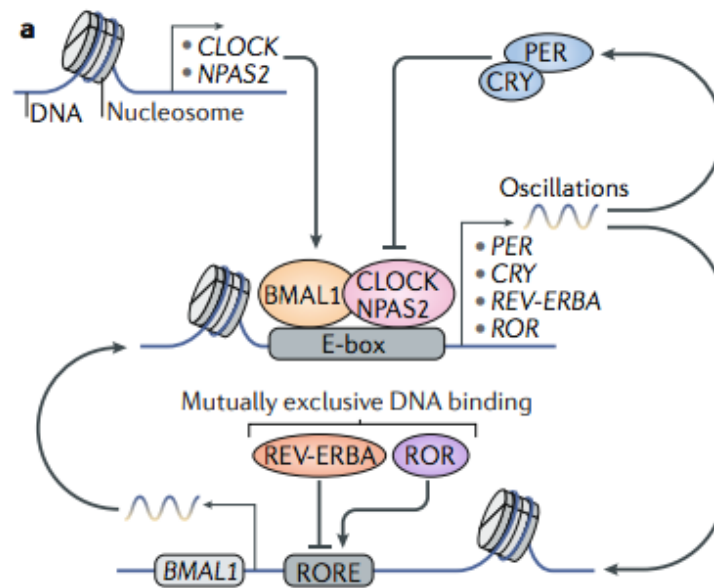 a
• CLOCK
• NPAS2
DNA
Nucleosome
PER
CRY
Oscillations
• PER
• CRY
• REV-ERBA
• ROR
BMAL1
CLOCK
NPAS2
E-box
Mutually exclusive DNA binding
REV-ERBA
ROR
BMAL1
RORE